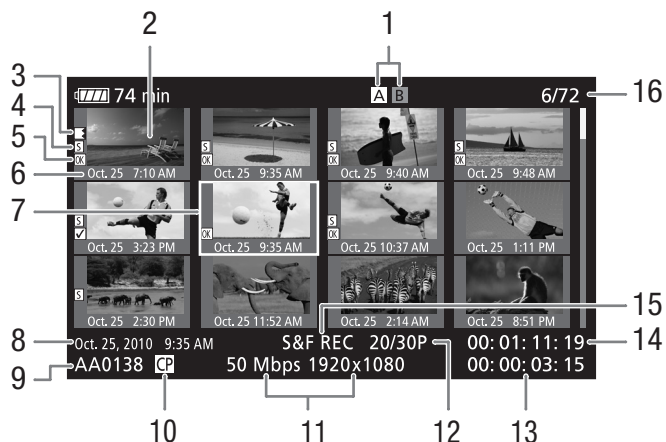 1
2
3
4
5
6
7
8
9
10
11
12
13
14
15
16
74 min A B 6/72
S
OK
Oct. 25 7:10 AM
S
OK
Oct. 25 9:35 AM
S
OK
Oct. 25 9:40 AM
S
OK
Oct. 25 9:48 AM
S
Oct. 25 3:23 PM
OK
Oct. 25 9:35 AM
S
OK
Oct. 25 10:37 AM
Oct. 25 1:11 PM
S
Oct. 25 2:30 PM
Oct. 25 11:52 AM
Oct. 25 2:14 AM
Oct. 25 8:51 PM
Oct. 25, 2010 9:35 AM S&F REC 20/30P 00: 01: 11: 19
AA0138 CP 50 Mbps 1920x1080 00: 00: 03: 15